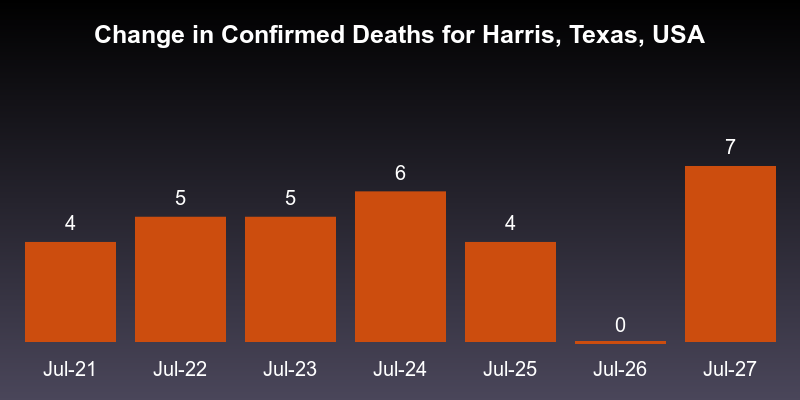 Change in Confirmed Deaths for Harris, Texas, USA
7
6
5 5
4 4
0
Jul-21 Jul-22 Jul-23 Jul-24 Jul-25 Jul-26 Jul-27